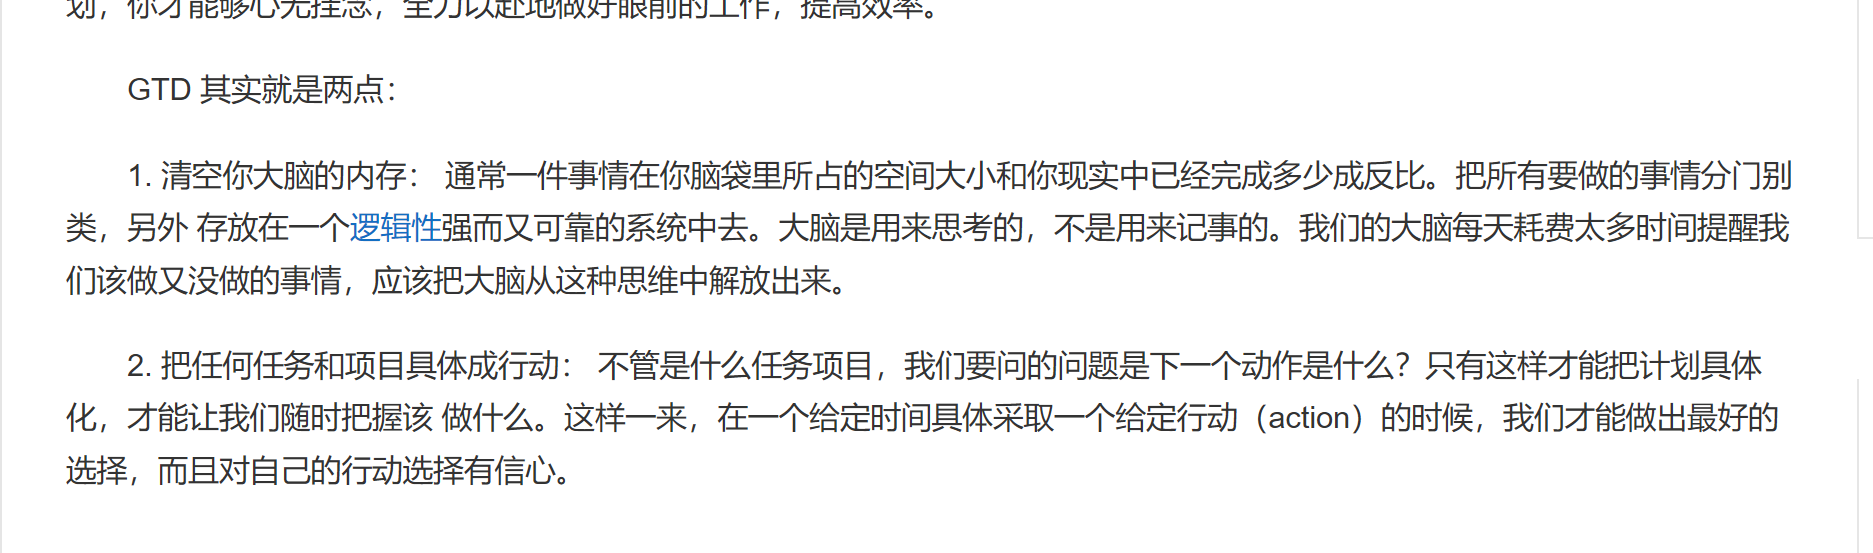 划，你才能够心无挂念，全力以赴地做好眼前的工作，提高效率。
GTD 其实就是两点：
1. 清空你大脑的内存： 通常一件事情在你脑袋里所占的空间大小和你现实中已经完成多少成反比。把所有要做的事情分门别
类，另外 存放在一个逻辑性强而又可靠的系统中去。大脑是用来思考的，不是用来记事的。我们的大脑每天耗费太多时间提醒我
们该做又没做的事情，应该把大脑从这种思维中解放出来。
2. 把任何任务和项目具体成行动： 不管是什么任务项目，我们要问的问题是下一个动作是什么？只有这样才能把计划具体
化，才能让我们随时把握该 做什么。这样一来，在一个给定时间具体采取一个给定行动（action）的时候，我们才能做出最好的
选择，而且对自己的行动选择有信心。